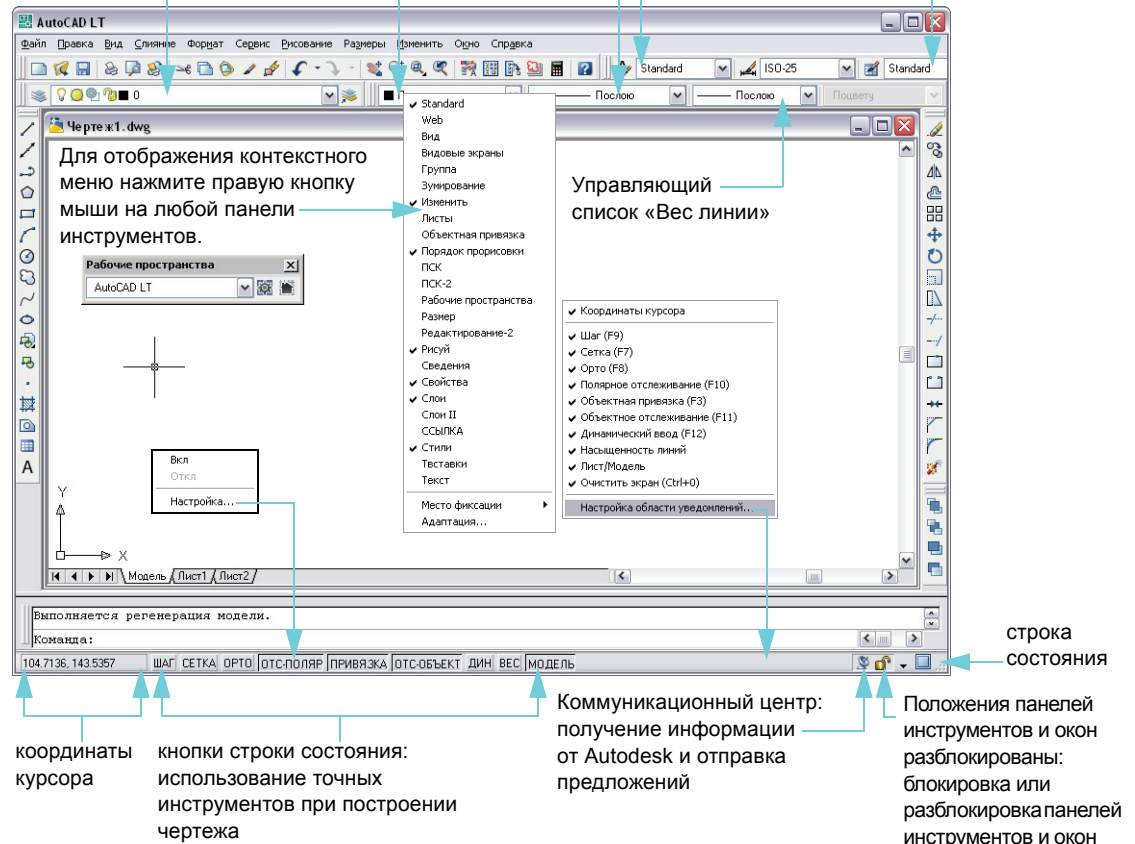 AutoCAD LT
Файл Правка Вид Слияние Формат Сервис Рисование Размеры Изменить Окно Справка
Standard ISO-25 Standard
0 Послою Послою Поцвету
Чертеж1.dwg
Для отображения контекстного
меню нажмите правую кнопку
мыши на любой панели
инструментов.
Управляющий
список «Вес линии»
Рабочие пространства
AutoCAD LT
Standard
Web
Вид
Видовые экраны
Группа
Зумирование
Изменить
Листы
Объектная привязка
Порядок прорисовки
ПСК
ПСК-2
Рабочие пространства
Размер
Редактирование-2
Рисуй
Сведения
Свойства
Слои
Слои II
ССЫЛКА
Стили
Твставки
Текст
Место фиксации
Адаптация...
Координаты курсора
Шаг (F9)
Сетка (F7)
Орто (F8)
Полярное отслеживание (F10)
Объектная привязка (F3)
Объектное отслеживание (F11)
Динамический ввод (F12)
Насыщенность линий
Лист/Модель
Очистить экран (Ctrl+0)
Настройка области уведомлений...
Вкл
Откл
Настройка...
A
Y
X
Модель Лист1 Лист2
Выполняется регенерация модели.
Команда:
104.7136, 143.5357 ШАГ СЕТКА ОРТО ОТС-ПОЛЯР ПРИВЯЗКА ОТС-ОБЪЕКТ ДИН ВЕС МОДЕЛЬ
строка
состояния
координаты
курсора
кнопки строки состояния:
использование точных
инструментов при построении
чертежа
Коммуникационный центр:
получение информации
от Autodesk и отправка
предложений
Положения панелей
инструментов и окон
разблокированы:
блокировка или
разблокировка панелей
инструментов и окон